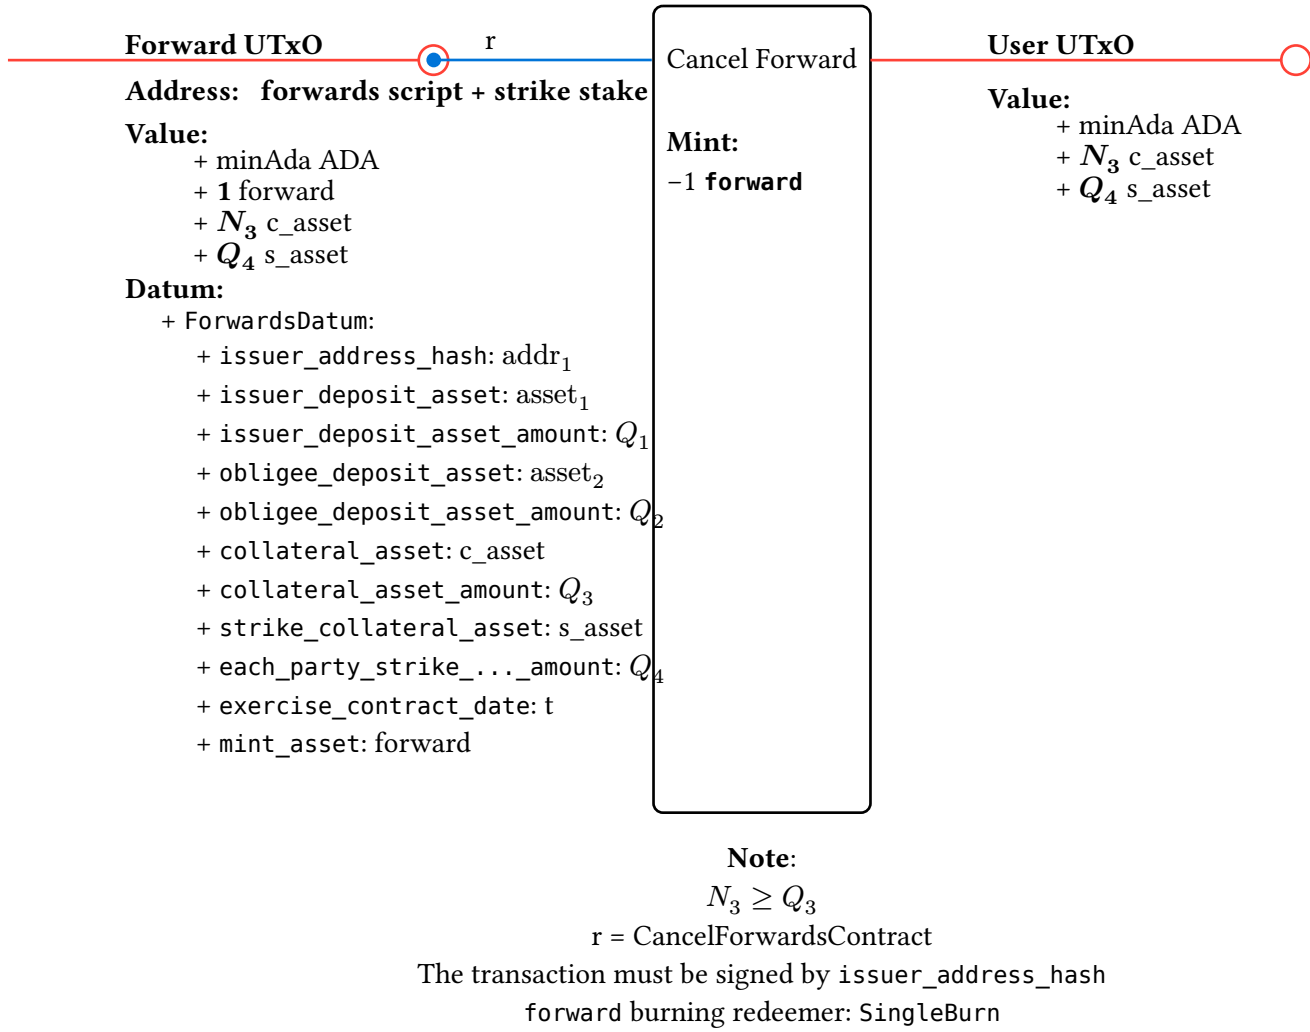 Forward UTxO
r
Address: forwards script + strike stake
Value:
+ minAda ADA
+ 1 forward
+ N₃ c_asset
+ Q₄ s_asset
Datum:
+ ForwardsDatum:
+ issuer_address_hash: addr₁
+ issuer_deposit_asset: asset₁
+ issuer_deposit_asset_amount: Q₁
+ obligee_deposit_asset: asset₂
+ obligee_deposit_asset_amount: Q₂
+ collateral_asset: c_asset
+ collateral_asset_amount: Q₃
+ strike_collateral_asset: s_asset
+ each_party_strike_..._amount: Q₄
+ exercise_contract_date: t
+ mint_asset: forward
Cancel Forward
Mint:
−1 forward
User UTxO
Value:
+ minAda ADA
+ N₃ c_asset
+ Q₄ s_asset
Note:
N₃ ≥ Q₃
r = CancelForwardsContract
The transaction must be signed by issuer_address_hash
forward burning redeemer: SingleBurn